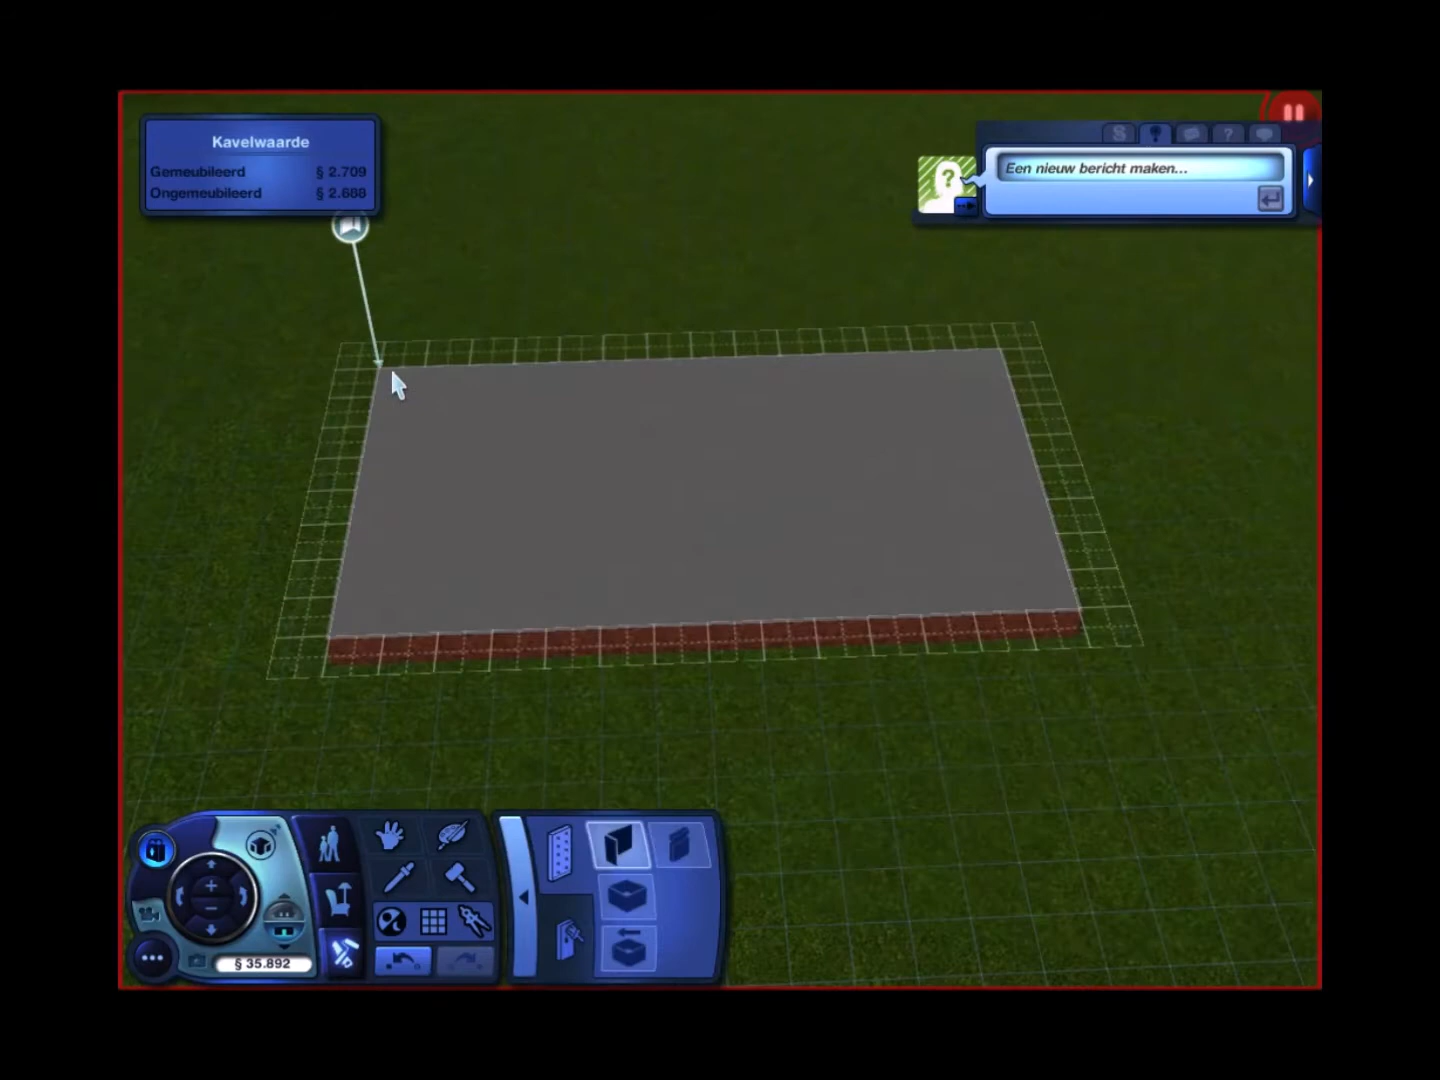 Kavelwaarde
Gemeubileerd § 2.709
Ongemeubileerd § 2.688
Een nieuw bericht maken...
§ 35.892